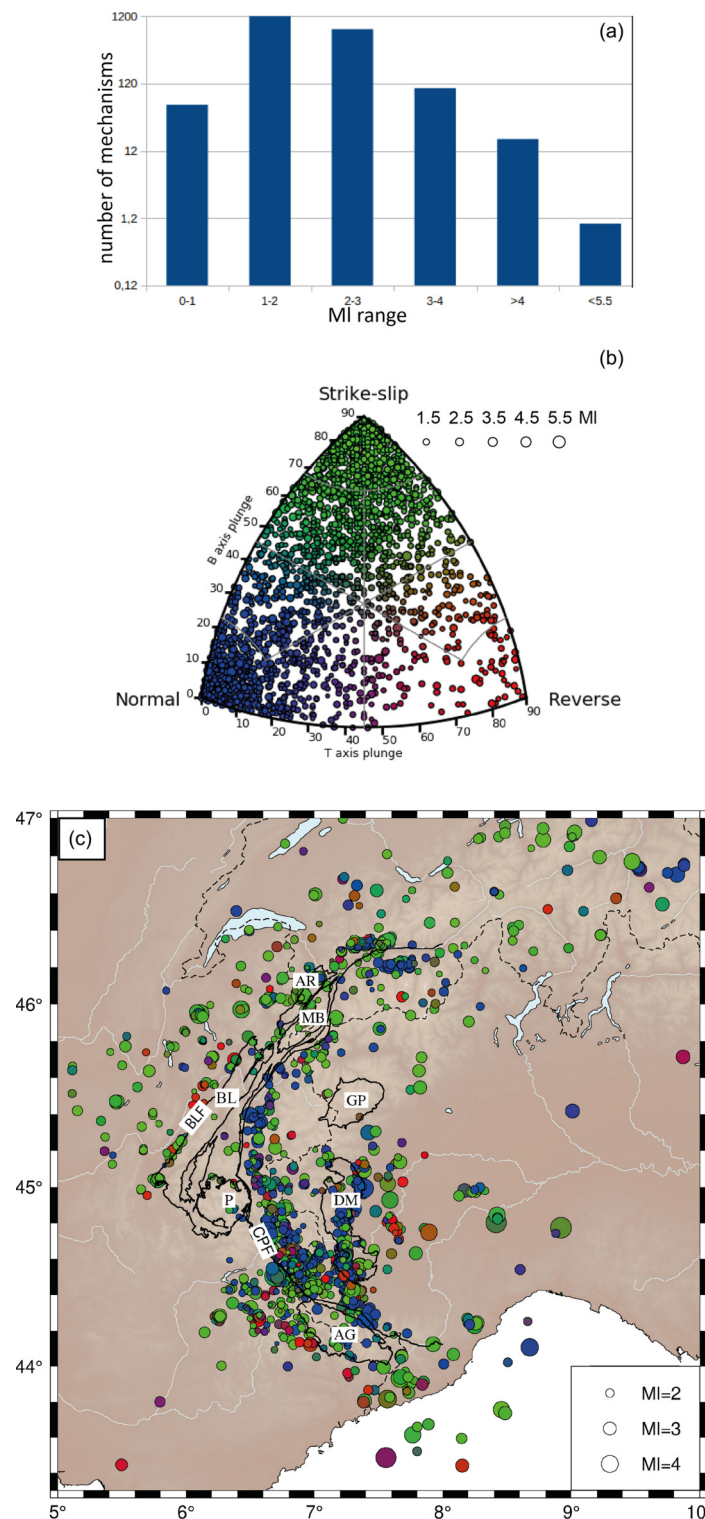 (a)
number of mechanisms
1200
120
12
1,2
0,12
0-1 1-2 2-3 3-4 >4 <5.5
Ml range
(b)
Strike-slip
1.5 2.5 3.5 4.5 5.5 Ml
90
80
70
60
50
40
30
20
10
0
B axis plunge
Normal
Reverse
0 10 20 30 40 50 60 70 80 90
T axis plunge
(c)
47°
46°
45°
44°
AR
MB
GP
BL
BLF
P
DM
CPF
AG
Ml=2
Ml=3
Ml=4
5° 6° 7° 8° 9° 10